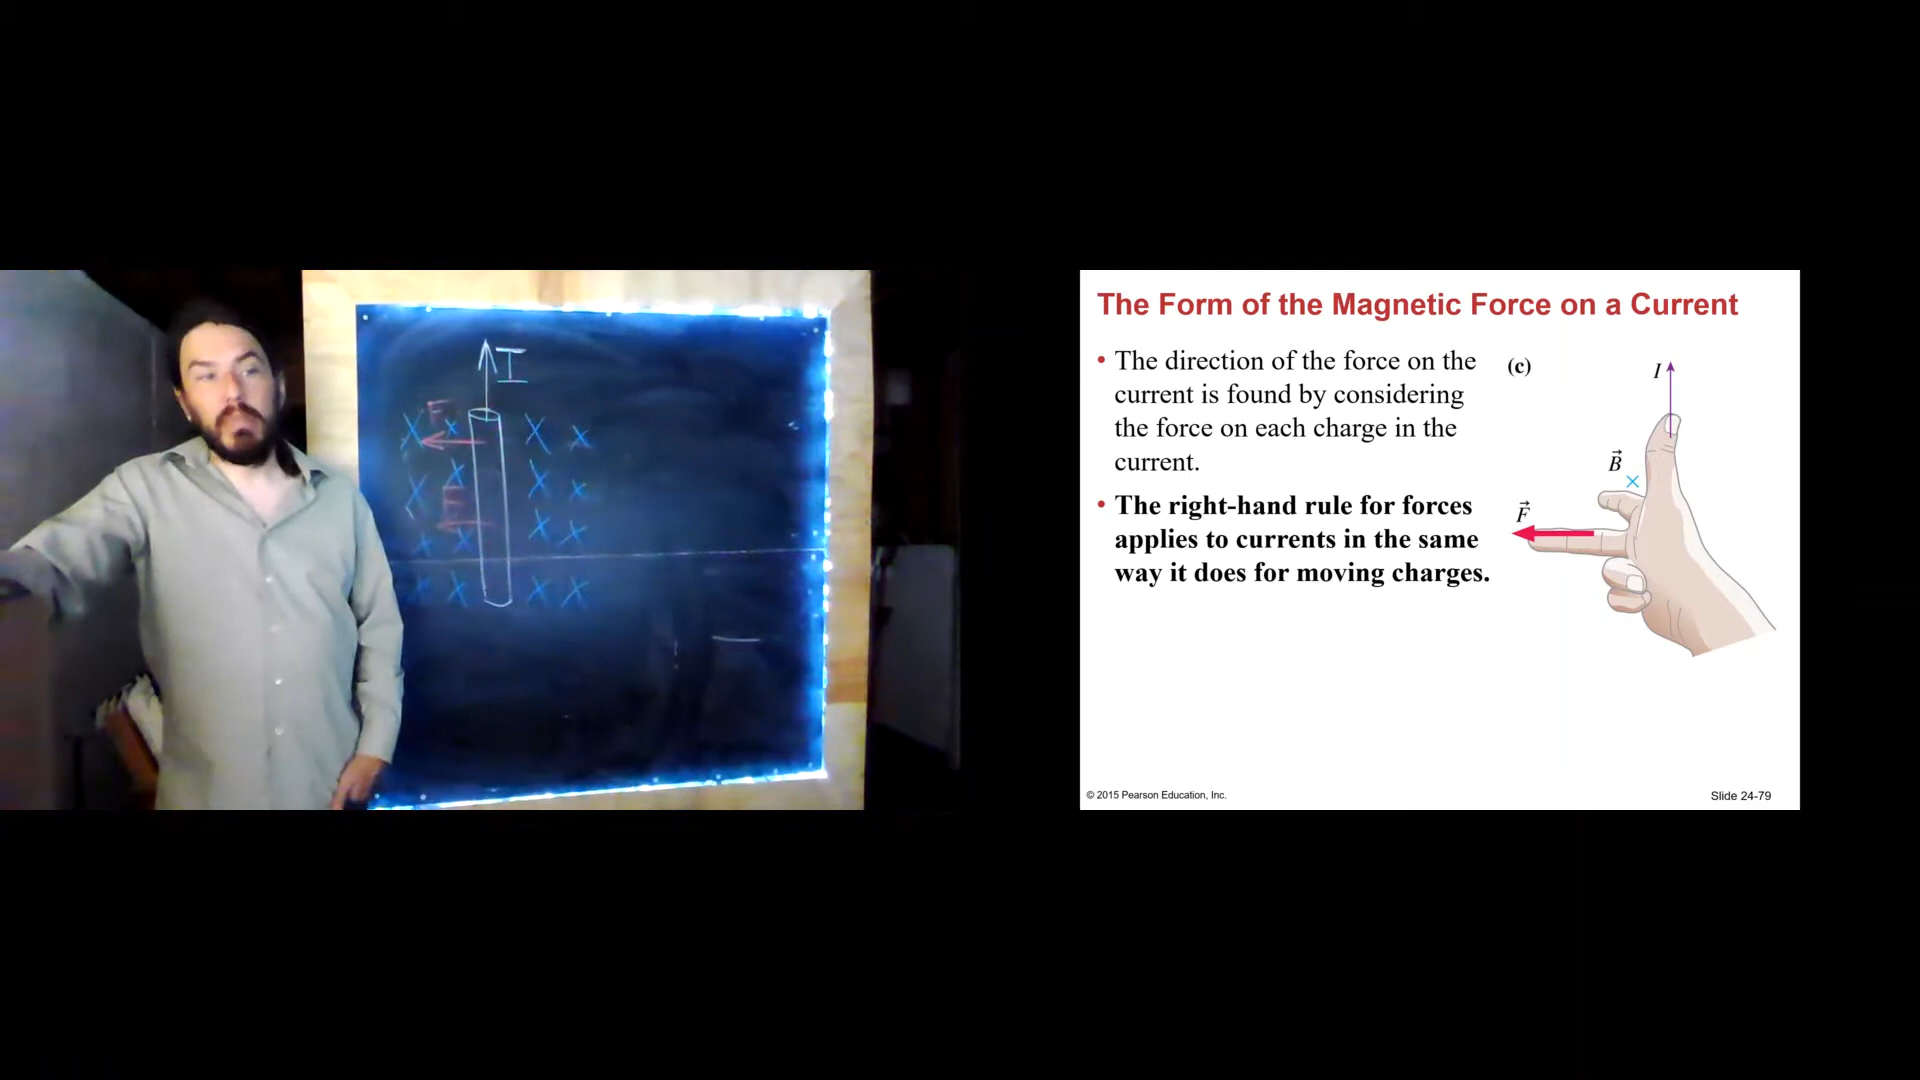 I
X F x X x
X x X x
F
x x X x
x x x x
The Form of the Magnetic Force on a Current
• The direction of the force on the
current is found by considering
the force on each charge in the
current.
• The right-hand rule for forces
applies to currents in the same
way it does for moving charges.
(c)
I
B⃗
×
F⃗
© 2015 Pearson Education, Inc.
Slide 24-79